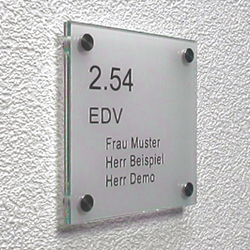 2.54
EDV
Frau Muster
Herr Beispiel
Herr Demo